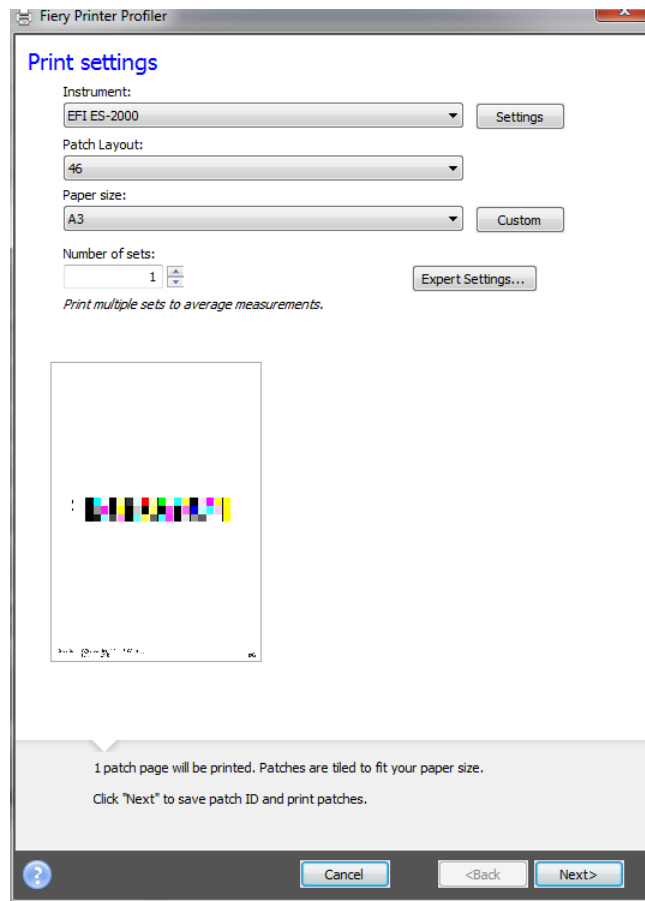 Fiery Printer Profiler
Print settings
Instrument:
EFI ES-2000
Settings
Patch Layout:
46
Paper size:
A3
Custom
Number of sets:
1
Expert Settings...
Print multiple sets to average measurements.
1 patch page will be printed. Patches are tiled to fit your paper size.
Click "Next" to save patch ID and print patches.
?
Cancel
<Back
Next>